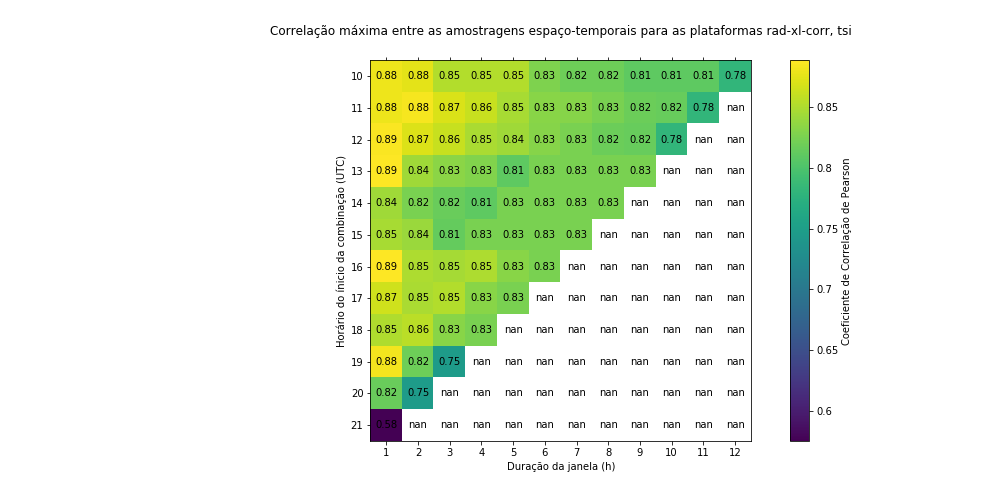 Correlação máxima entre as amostragens espaço-temporais para as plataformas rad-xl-corr, tsi
10 0.88 0.88 0.85 0.85 0.85 0.83 0.82 0.82 0.81 0.81 0.81 0.78
11 0.88 0.88 0.87 0.86 0.85 0.83 0.83 0.83 0.82 0.82 0.78 nan
12 0.89 0.87 0.86 0.85 0.84 0.83 0.83 0.82 0.82 0.78 nan nan
13 0.89 0.84 0.83 0.83 0.81 0.83 0.83 0.83 0.83 nan nan nan
14 0.84 0.82 0.82 0.81 0.83 0.83 0.83 0.83 nan nan nan nan
15 0.85 0.84 0.81 0.83 0.83 0.83 0.83 nan nan nan nan nan
16 0.89 0.85 0.85 0.85 0.83 0.83 nan nan nan nan nan nan
17 0.87 0.85 0.85 0.83 0.83 nan nan nan nan nan nan nan
18 0.85 0.86 0.83 0.83 nan nan nan nan nan nan nan nan
19 0.88 0.82 0.75 nan nan nan nan nan nan nan nan nan
20 0.82 0.75 nan nan nan nan nan nan nan nan nan nan
21 0.58 nan nan nan nan nan nan nan nan nan nan nan
1 2 3 4 5 6 7 8 9 10 11 12
Duração da janela (h)
Horário do ínicio da combinação (UTC)
0.85
0.8
0.75
0.7
0.65
0.6
Coeficiente de Correlação de Pearson